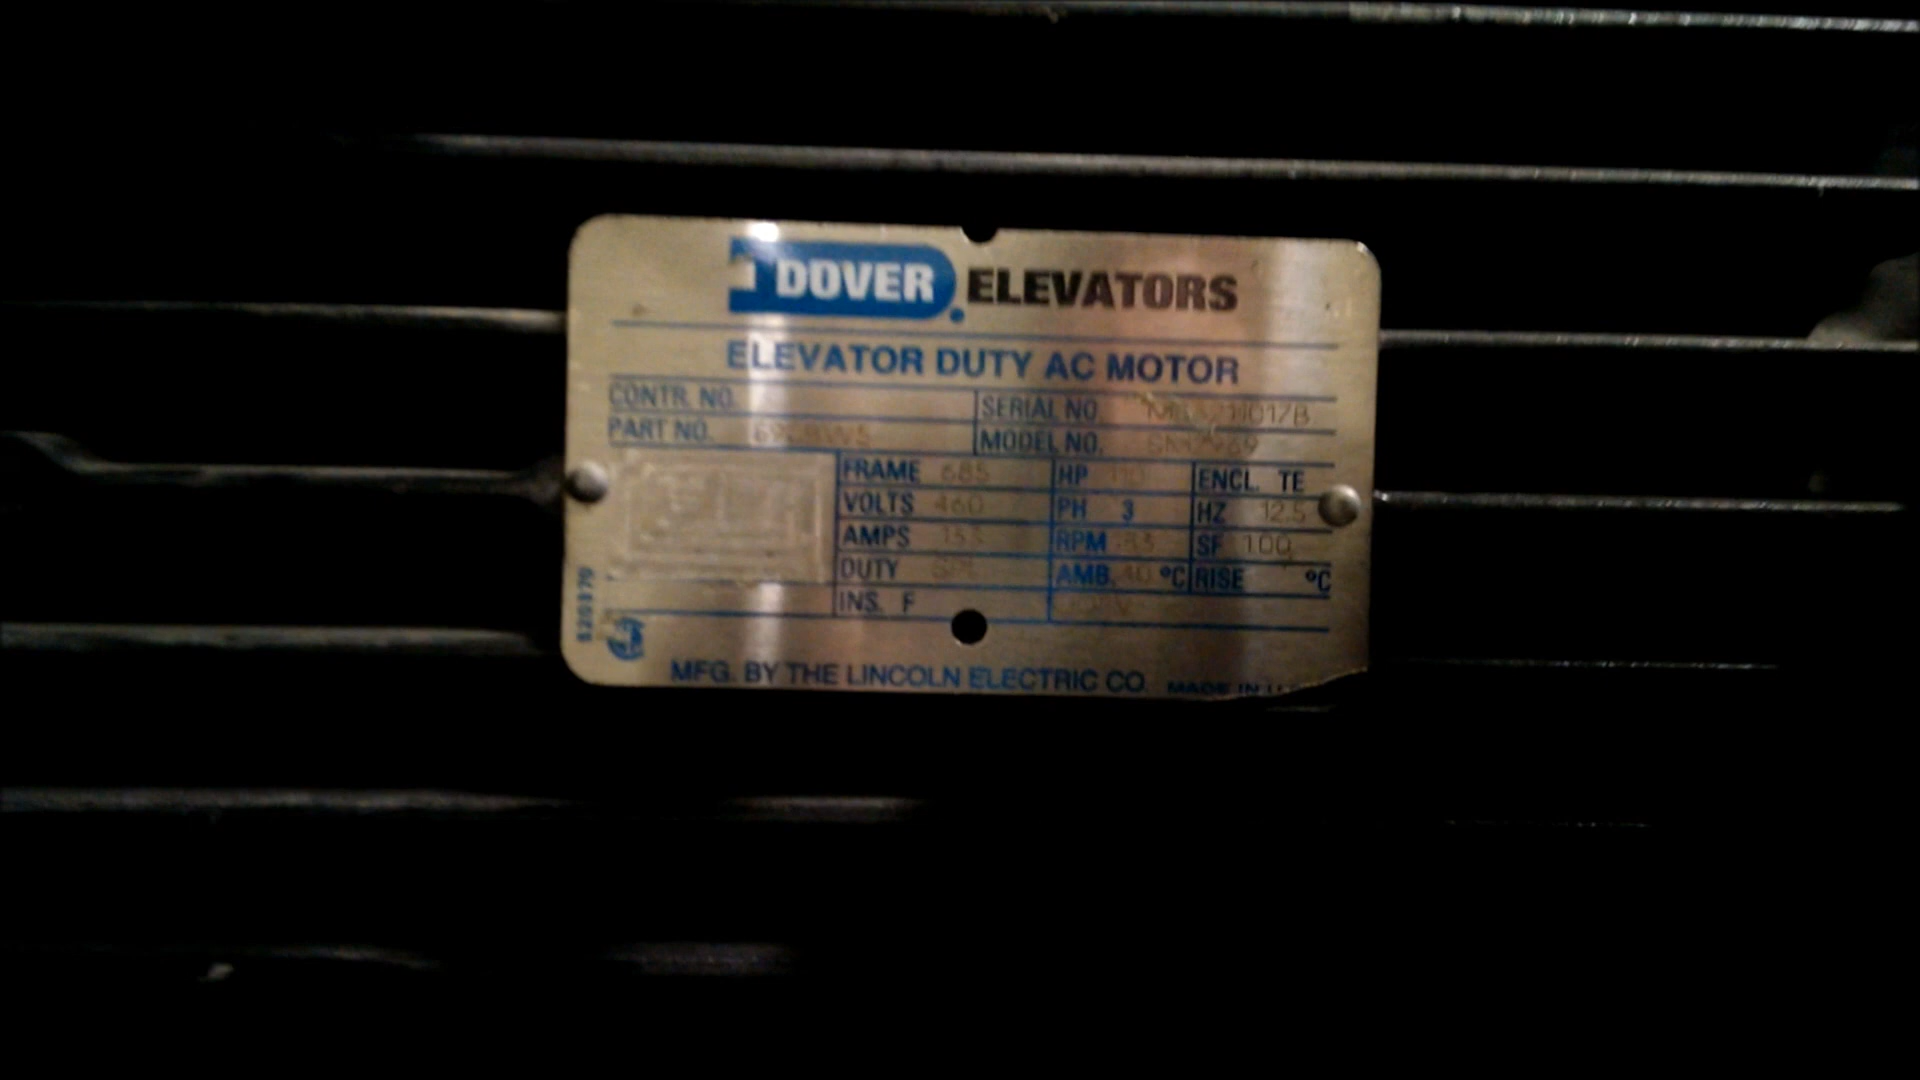 DOVER ELEVATORS
ELEVATOR DUTY AC MOTOR
CONTR. NO. SERIAL NO.
PART NO. MODEL NO.
FRAME 685 HP ENCL. TE
VOLTS 460 PH 3 HZ 12.5
AMPS RPM SF 100
DUTY AMB. 40 °C RISE °C
INS. F
MFG. BY THE LINCOLN ELECTRIC CO. MADE IN